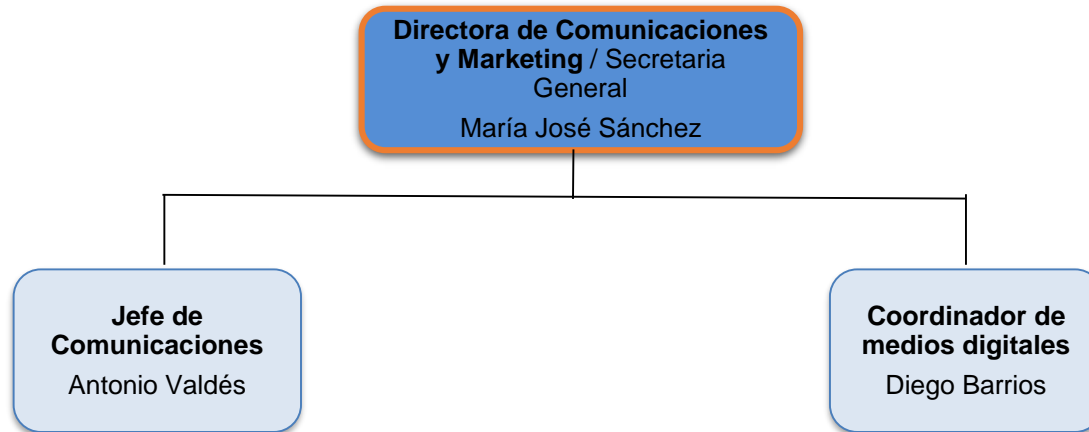 Directora de Comunicaciones
y Marketing / Secretaria
General
María José Sánchez
Jefe de
Comunicaciones
Antonio Valdés
Coordinador de
medios digitales
Diego Barrios